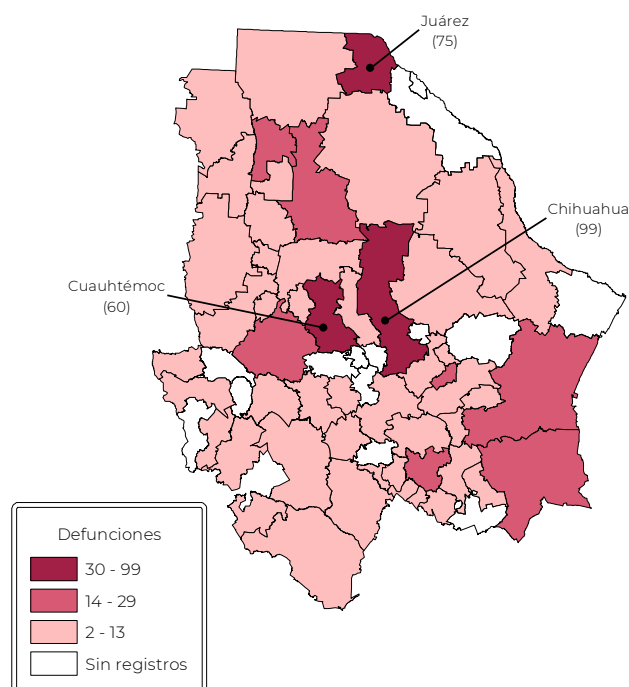 Juárez
(75)
Chihuahua
(99)
Cuauhtémoc
(60)
Defunciones
30 - 99
14 - 29
2 - 13
Sin registros